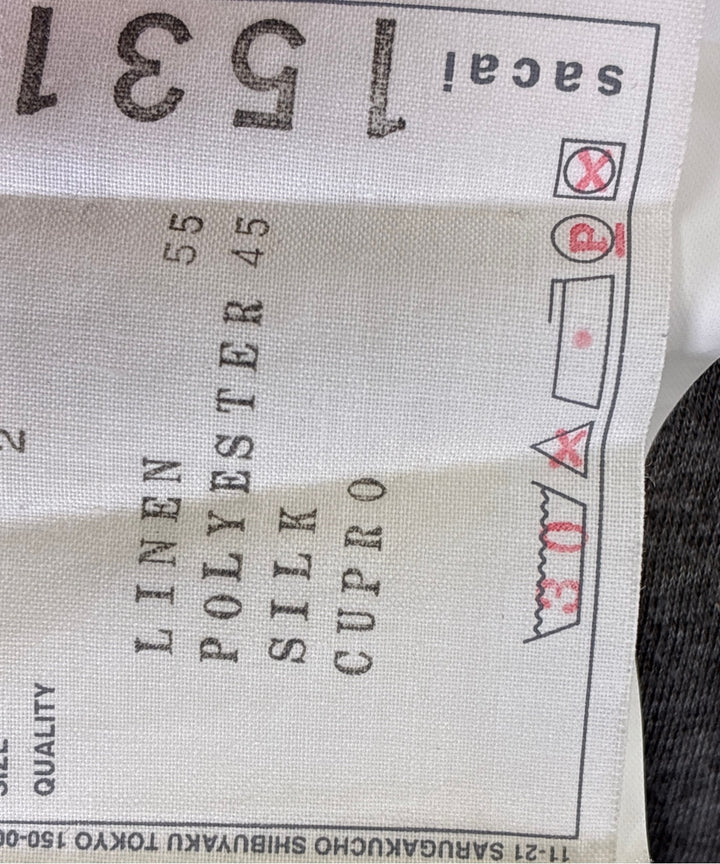 sacai
1531
SIZE 2
QUALITY
LINEN 55
POLYESTER 45
SILK
CUPRO
30
P
11-21 SARUGAKUCHO SHIBUYAKU TOKYO 150-00